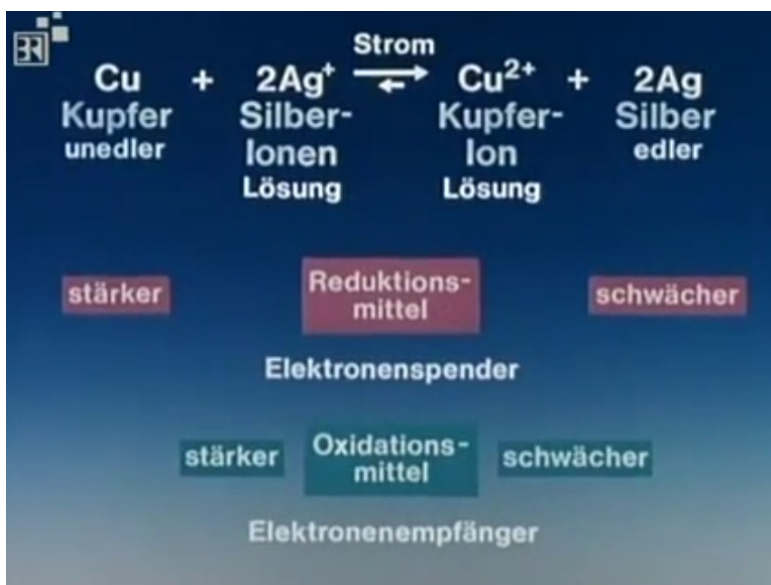 BR
Strom
Cu + 2Ag⁺ ⇌ Cu²⁺ + 2Ag
Kupfer Silber- Kupfer- Silber
unedler Ionen Ion edler
Lösung Lösung
stärker Reduktions-mittel schwächer
Elektronenspender
stärker Oxidations-mittel schwächer
Elektronenempfänger